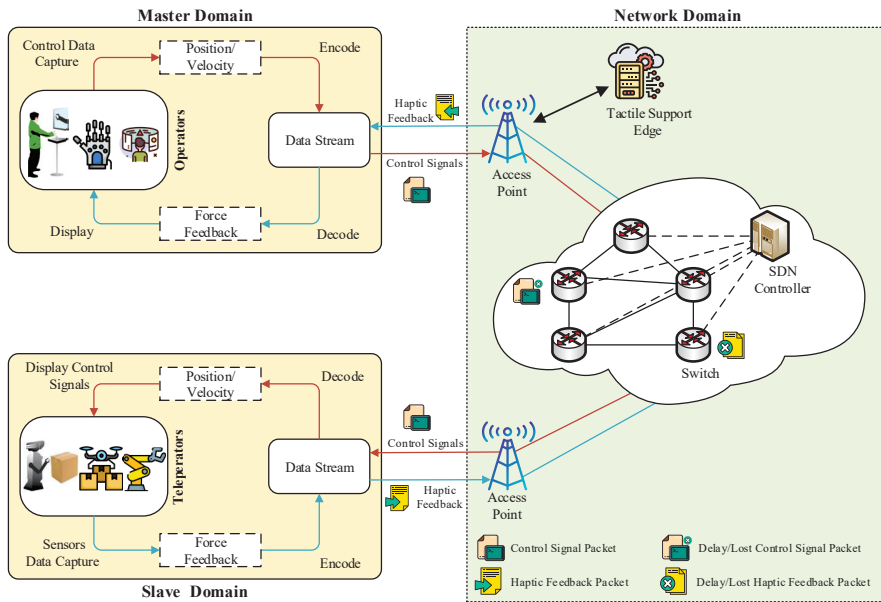 Master Domain
Control Data
Capture
Position/
Velocity
Encode
Operators
Data Stream
Display
Force
Feedback
Decode
Haptic
Feedback
Control Signals
Network Domain
Tactile Support
Edge
Access
Point
SDN
Controller
Switch
Display Control
Signals
Position/
Velocity
Decode
Teleperators
Data Stream
Sensors
Data Capture
Force
Feedback
Encode
Slave Domain
Control Signals
Haptic
Feedback
Access
Point
Control Signal Packet
Delay/Lost Control Signal Packet
Haptic Feedback Packet
Delay/Lost Haptic Feedback Packet